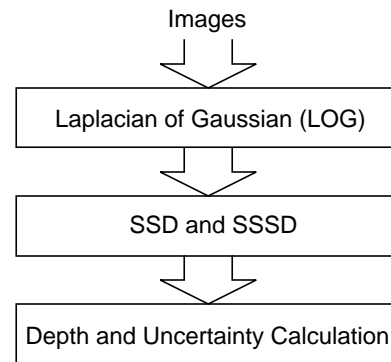 Images
Laplacian of Gaussian (LOG)
SSD and SSSD
Depth and Uncertainty Calculation